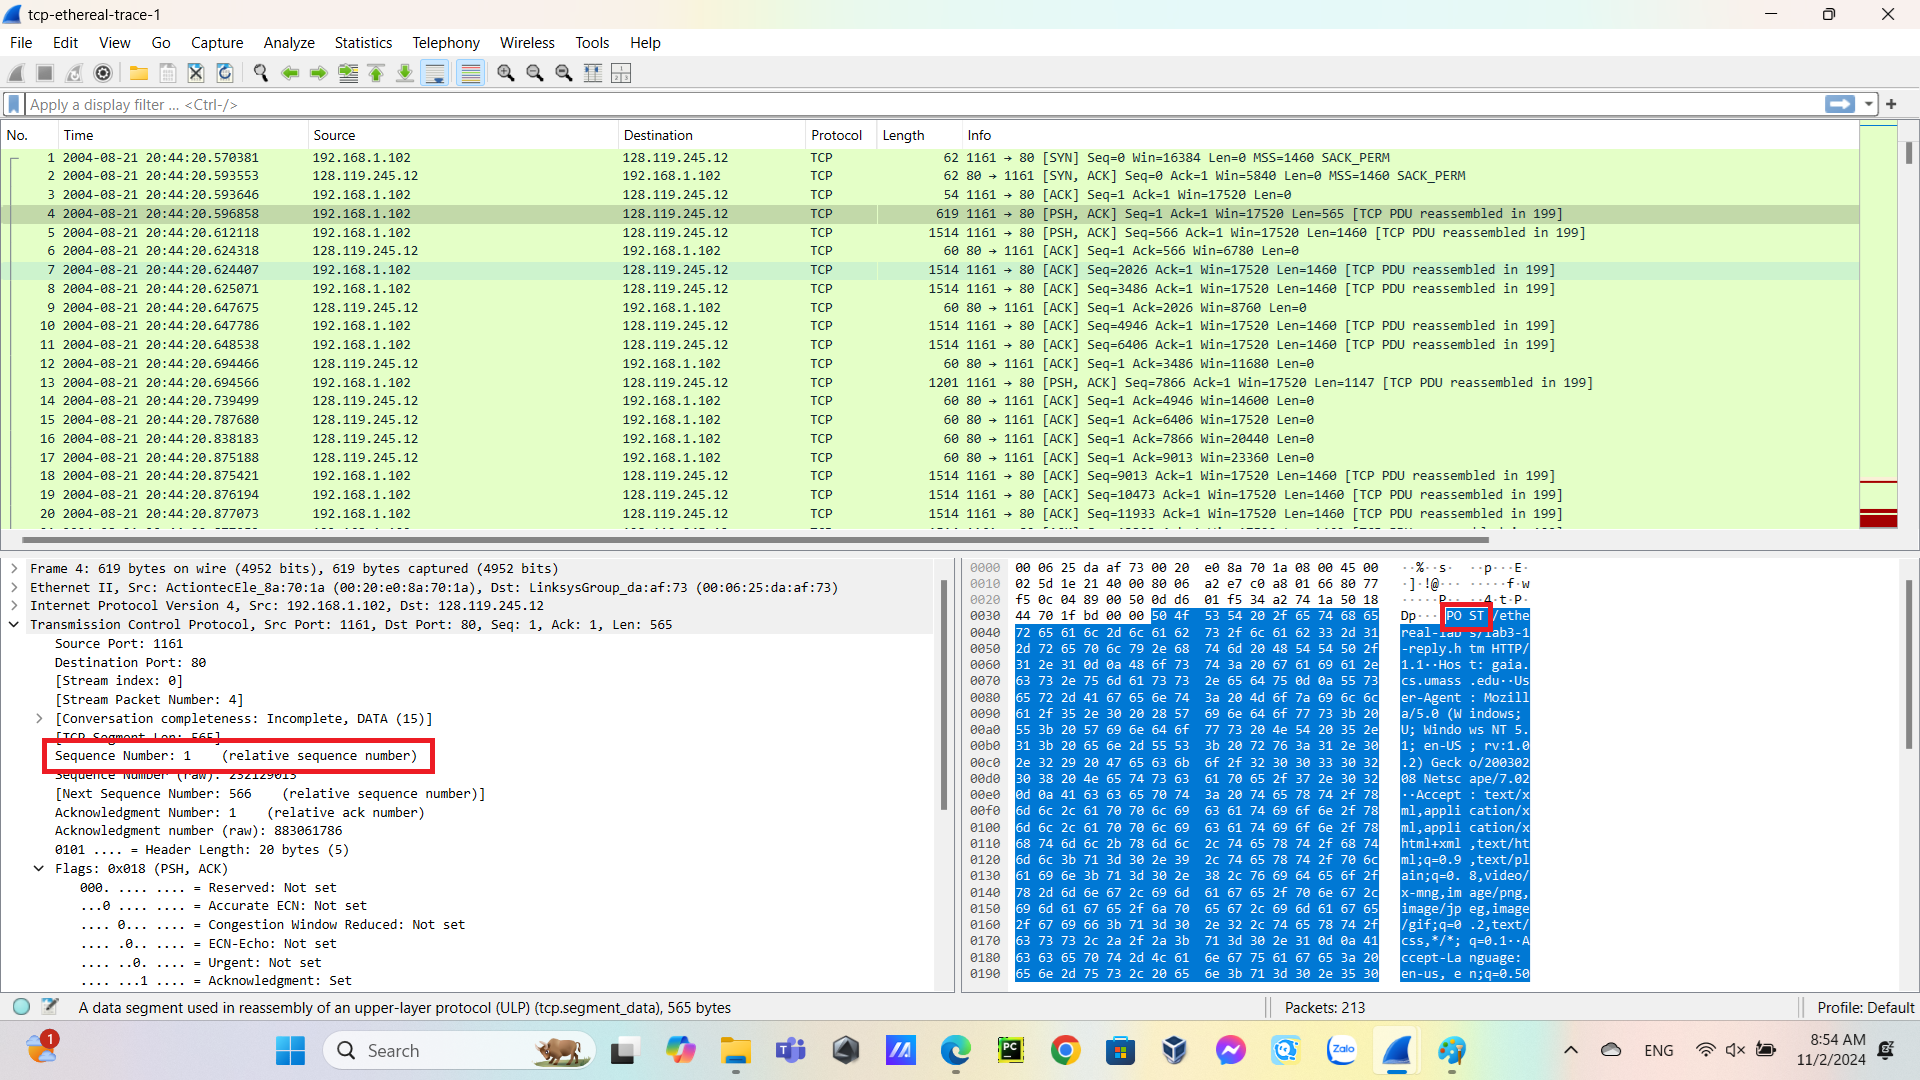 tcp-ethereal-trace-1
File Edit View Go Capture Analyze Statistics Telephony Wireless Tools Help
Apply a display filter ... <Ctrl-/>
No. Time Source Destination Protocol Length Info
1 2004-08-21 20:44:20.570381 192.168.1.102 128.119.245.12 TCP 62 1161 → 80 [SYN] Seq=0 Win=16384 Len=0 MSS=1460 SACK_PERM
2 2004-08-21 20:44:20.593553 128.119.245.12 192.168.1.102 TCP 62 80 → 1161 [SYN, ACK] Seq=0 Ack=1 Win=5840 Len=0 MSS=1460 SACK_PERM
3 2004-08-21 20:44:20.593646 192.168.1.102 128.119.245.12 TCP 54 1161 → 80 [ACK] Seq=1 Ack=1 Win=17520 Len=0
4 2004-08-21 20:44:20.596858 192.168.1.102 128.119.245.12 TCP 619 1161 → 80 [PSH, ACK] Seq=1 Ack=1 Win=17520 Len=565 [TCP PDU reassembled in 199]
5 2004-08-21 20:44:20.612118 192.168.1.102 128.119.245.12 TCP 1514 1161 → 80 [PSH, ACK] Seq=566 Ack=1 Win=17520 Len=1460 [TCP PDU reassembled in 199]
6 2004-08-21 20:44:20.624318 128.119.245.12 192.168.1.102 TCP 60 80 → 1161 [ACK] Seq=1 Ack=566 Win=6780 Len=0
7 2004-08-21 20:44:20.624407 192.168.1.102 128.119.245.12 TCP 1514 1161 → 80 [ACK] Seq=2026 Ack=1 Win=17520 Len=1460 [TCP PDU reassembled in 199]
8 2004-08-21 20:44:20.625071 192.168.1.102 128.119.245.12 TCP 1514 1161 → 80 [ACK] Seq=3486 Ack=1 Win=17520 Len=1460 [TCP PDU reassembled in 199]
9 2004-08-21 20:44:20.647675 128.119.245.12 192.168.1.102 TCP 60 80 → 1161 [ACK] Seq=1 Ack=2026 Win=8760 Len=0
10 2004-08-21 20:44:20.647786 192.168.1.102 128.119.245.12 TCP 1514 1161 → 80 [ACK] Seq=4946 Ack=1 Win=17520 Len=1460 [TCP PDU reassembled in 199]
11 2004-08-21 20:44:20.648538 192.168.1.102 128.119.245.12 TCP 1514 1161 → 80 [ACK] Seq=6406 Ack=1 Win=17520 Len=1460 [TCP PDU reassembled in 199]
12 2004-08-21 20:44:20.694466 128.119.245.12 192.168.1.102 TCP 60 80 → 1161 [ACK] Seq=1 Ack=3486 Win=11680 Len=0
13 2004-08-21 20:44:20.694566 192.168.1.102 128.119.245.12 TCP 1201 1161 → 80 [PSH, ACK] Seq=7866 Ack=1 Win=17520 Len=1147 [TCP PDU reassembled in 199]
14 2004-08-21 20:44:20.739499 128.119.245.12 192.168.1.102 TCP 60 80 → 1161 [ACK] Seq=1 Ack=4946 Win=14600 Len=0
15 2004-08-21 20:44:20.787680 128.119.245.12 192.168.1.102 TCP 60 80 → 1161 [ACK] Seq=1 Ack=6406 Win=17520 Len=0
16 2004-08-21 20:44:20.838183 128.119.245.12 192.168.1.102 TCP 60 80 → 1161 [ACK] Seq=1 Ack=7866 Win=20440 Len=0
17 2004-08-21 20:44:20.875188 128.119.245.12 192.168.1.102 TCP 60 80 → 1161 [ACK] Seq=1 Ack=9013 Win=23360 Len=0
18 2004-08-21 20:44:20.875421 192.168.1.102 128.119.245.12 TCP 1514 1161 → 80 [ACK] Seq=9013 Ack=1 Win=17520 Len=1460 [TCP PDU reassembled in 199]
19 2004-08-21 20:44:20.876194 192.168.1.102 128.119.245.12 TCP 1514 1161 → 80 [ACK] Seq=10473 Ack=1 Win=17520 Len=1460 [TCP PDU reassembled in 199]
20 2004-08-21 20:44:20.877073 192.168.1.102 128.119.245.12 TCP 1514 1161 → 80 [ACK] Seq=11933 Ack=1 Win=17520 Len=1460 [TCP PDU reassembled in 199]
Frame 4: 619 bytes on wire (4952 bits), 619 bytes captured (4952 bits)
Ethernet II, Src: ActiontecEle_8a:70:1a (00:20:e0:8a:70:1a), Dst: LinksysGroup_da:af:73 (00:06:25:da:af:73)
Internet Protocol Version 4, Src: 192.168.1.102, Dst: 128.119.245.12
Transmission Control Protocol, Src Port: 1161, Dst Port: 80, Seq: 1, Ack: 1, Len: 565
Source Port: 1161
Destination Port: 80
[Stream index: 0]
[Stream Packet Number: 4]
[Conversation completeness: Incomplete, DATA (15)]
[TCP Segment Len: 565]
Sequence Number: 1 (relative sequence number)
Sequence Number (raw): 232129013
[Next Sequence Number: 566 (relative sequence number)]
Acknowledgment Number: 1 (relative ack number)
Acknowledgment number (raw): 883061786
0101 .... = Header Length: 20 bytes (5)
Flags: 0x018 (PSH, ACK)
000. .... .... = Reserved: Not set
...0 .... .... = Accurate ECN: Not set
.... 0... .... = Congestion Window Reduced: Not set
.... .0.. .... = ECN-Echo: Not set
.... ..0. .... = Urgent: Not set
.... ...1 .... = Acknowledgment: Set
0000 00 06 25 da af 73 00 20 e0 8a 70 1a 08 00 45 00 ··%··s· ··p···E·
0010 02 5d 1e 21 40 00 80 06 a2 e7 c0 a8 01 66 80 77 ·]·!@··· ·····f·w
0020 f5 0c 04 89 00 50 0d d6 01 f5 34 a2 74 1a 50 18 ·····P·· ··4·t·P·
0030 44 70 1f bd 00 00 50 4f 53 54 20 2f 65 74 68 65 Dp····PO ST /ethe
0040 72 65 61 6c 2d 6c 61 62 73 2f 6c 61 62 33 2d 31 real-lab s/lab3-1
0050 2d 72 65 70 6c 79 2e 68 74 6d 20 48 54 54 50 2f -reply.h tm HTTP/
0060 31 2e 31 0d 0a 48 6f 73 74 3a 20 67 61 69 61 2e 1.1··Hos t: gaia.
0070 63 73 2e 75 6d 61 73 73 2e 65 64 75 0d 0a 55 73 cs.umass .edu··Us
0080 65 72 2d 41 67 65 6e 74 3a 20 4d 6f 7a 69 6c 6c er-Agent : Mozill
0090 61 2f 35 2e 30 20 28 57 69 6e 64 6f 77 73 3b 20 a/5.0 (W indows; 
00a0 55 3b 20 57 69 6e 64 6f 77 73 20 4e 54 20 35 2e U; Windo ws NT 5.
00b0 31 3b 20 65 6e 2d 55 53 3b 20 72 76 3a 31 2e 30 1; en-US ; rv:1.0
00c0 2e 32 29 20 47 65 63 6b 6f 2f 32 30 30 33 30 32 .2) Geck o/200302
00d0 30 38 20 4e 65 74 73 63 61 70 65 2f 37 2e 30 32 08 Netsc ape/7.02
00e0 0d 0a 41 63 63 65 70 74 3a 20 74 65 78 74 2f 78 ··Accept : text/x
00f0 6d 6c 2c 61 70 70 6c 69 63 61 74 69 6f 6e 2f 78 ml,appli cation/x
0100 6d 6c 2c 61 70 70 6c 69 63 61 74 69 6f 6e 2f 78 ml,appli cation/x
0110 68 74 6d 6c 2b 78 6d 6c 2c 74 65 78 74 2f 68 74 html+xml ,text/ht
0120 6d 6c 3b 71 3d 30 2e 39 2c 74 65 78 74 2f 70 6c ml;q=0.9 ,text/pl
0130 61 69 6e 3b 71 3d 30 2e 38 2c 76 69 64 65 6f 2f ain;q=0. 8,video/
0140 78 2d 6d 6e 67 2c 69 6d 61 67 65 2f 70 6e 67 2c x-mng,im age/png,
0150 69 6d 61 67 65 2f 6a 70 65 67 2c 69 6d 61 67 65 image/jp eg,image
0160 2f 67 69 66 3b 71 3d 30 2e 32 2c 74 65 78 74 2f /gif;q=0 .2,text/
0170 63 73 73 2c 2a 2f 2a 3b 71 3d 30 2e 31 0d 0a 41 css,*/*; q=0.1··A
0180 63 63 65 70 74 2d 4c 61 6e 67 75 61 67 65 3a 20 ccept-La nguage: 
0190 65 6e 2d 75 73 2c 20 65 6e 3b 71 3d 30 2e 35 30 en-us, e n;q=0.50
A data segment used in reassembly of an upper-layer protocol (ULP) (tcp.segment_data), 565 bytes
Packets: 213
Profile: Default
1
Search
PC
Zalo
ENG
8:54 AM
11/2/2024